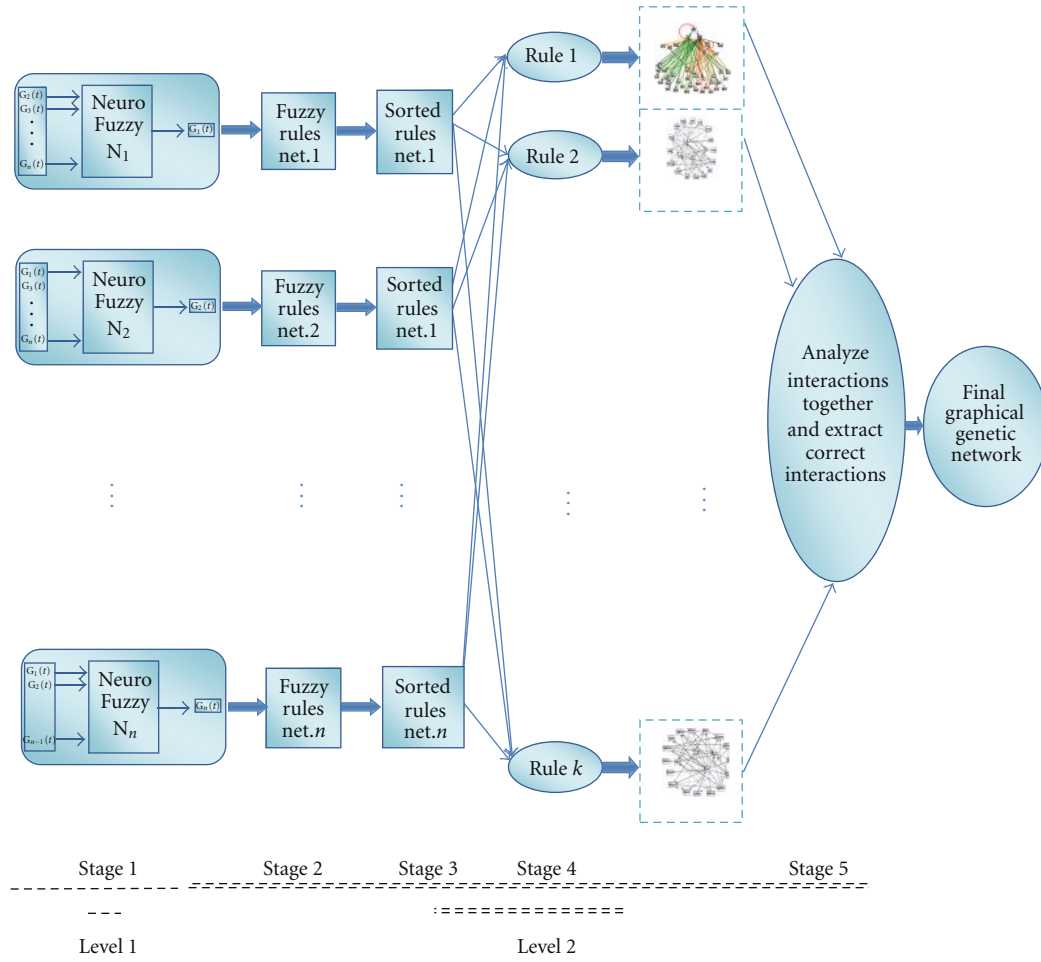 G₂(t)
G₃(t)
Gₙ(t)
Neuro
Fuzzy
N₁
G₁(t)
Fuzzy
rules
net.1
Sorted
rules
net.1
Rule 1
Rule 2
G₁(t)
G₃(t)
Gₙ(t)
Neuro
Fuzzy
N₂
G₂(t)
Fuzzy
rules
net.2
Sorted
rules
net.1
Analyze
interactions
together
and extract
correct
interactions
Final
graphical
genetic
network
G₁(t)
G₂(t)
Gₙ₋₁(t)
Neuro
Fuzzy
Nₙ
Gₙ(t)
Fuzzy
rules
net.n
Sorted
rules
net.n
Rule k
Stage 1
Stage 2
Stage 3
Stage 4
Stage 5
Level 1
Level 2